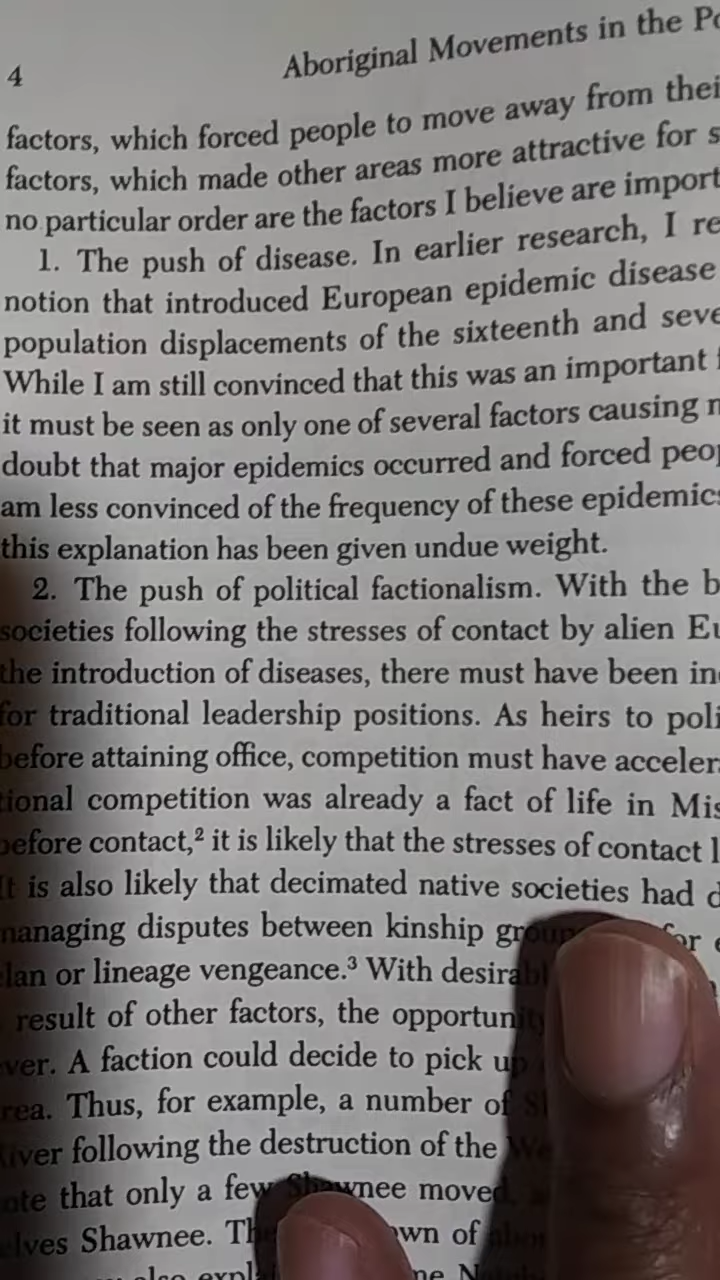 4
Aboriginal Movements in the
factors, which forced people to move away from
factors, which made other areas more attractive for
no particular order are the factors I believe are
1. The push of disease. In earlier research, I
notion that introduced European epidemic disease
population displacements of the sixteenth and
While I am still convinced that this was an important
it must be seen as only one of several factors causing
doubt that major epidemics occurred and forced
am less convinced of the frequency of these
this explanation has been given undue weight.
2. The push of political factionalism. With the
societies following the stresses of contact by alien
the introduction of diseases, there must have been
for traditional leadership positions. As heirs to
before attaining office, competition must have
competition was already a fact of life in
before contact,² it is likely that the stresses of contact
It is also likely that decimated native societies had
managing disputes between kinship for
or lineage vengeance.³ With
result of other factors, the
A faction could decide to pick up
Thus, for example, a number of
following the destruction of the
that only a few Shawnee moved
Shawnee. of
also